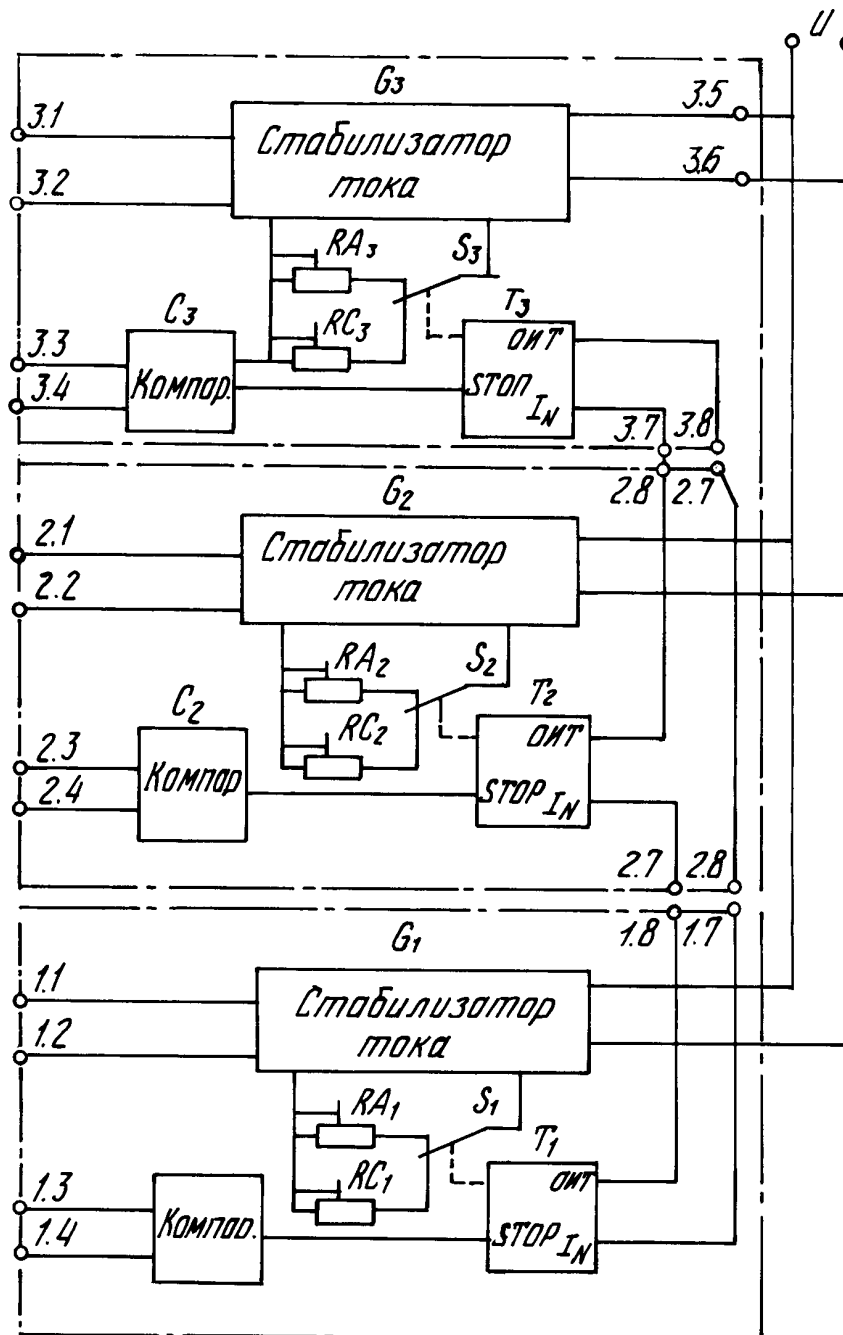 U
G3
3.1
Стабилизатор
тока
3.5
3.2
3.6
RA3
S3
C3
RC3
T3
ОИТ
3.3
3.4
Компар.
STOП
IN
3.7
3.8
2.8
2.7
G2
2.1
Стабилизатор
тока
2.2
RA2
S2
C2
RC2
T2
ОИТ
2.3
Компар
2.4
STOP IN
2.7
2.8
1.8
1.7
G1
1.1
Стабилизатор
тока
1.2
RA1
S1
T1
RC1
ОИТ
1.3
Компар.
1.4
STOP IN